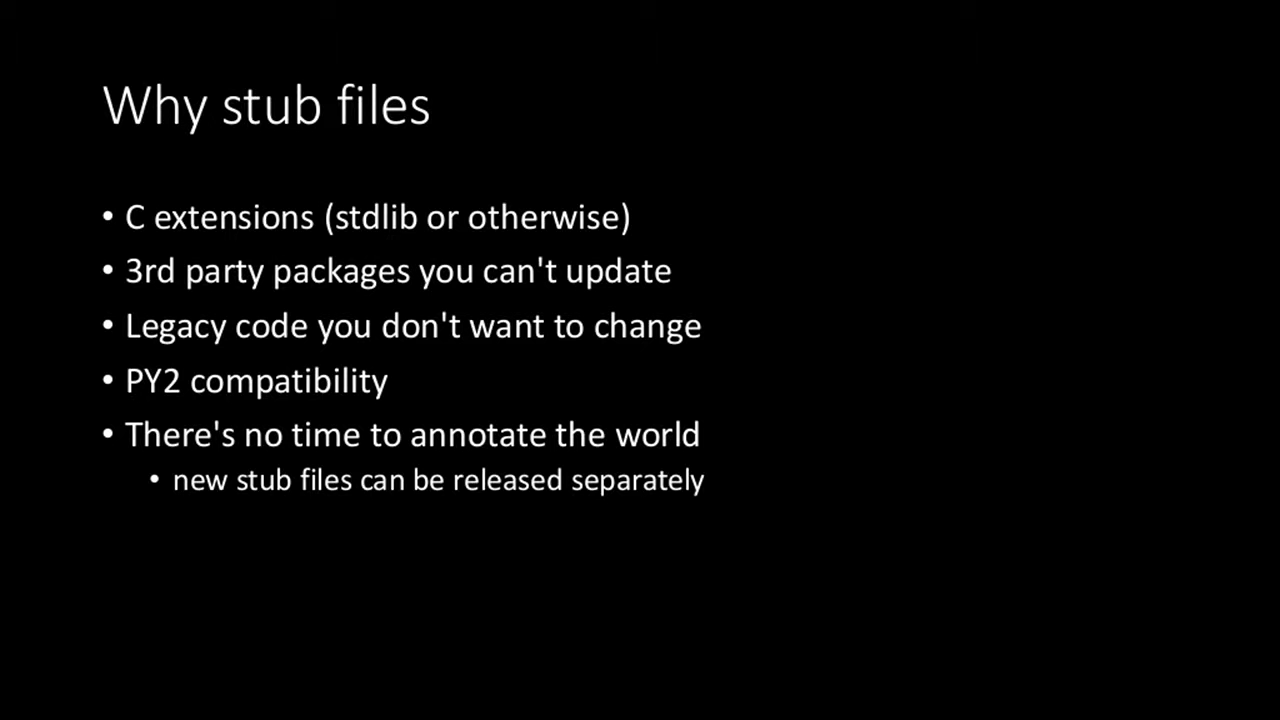 Why stub files
• C extensions (stdlib or otherwise)
• 3rd party packages you can't update
• Legacy code you don't want to change
• PY2 compatibility
• There's no time to annotate the world
• new stub files can be released separately